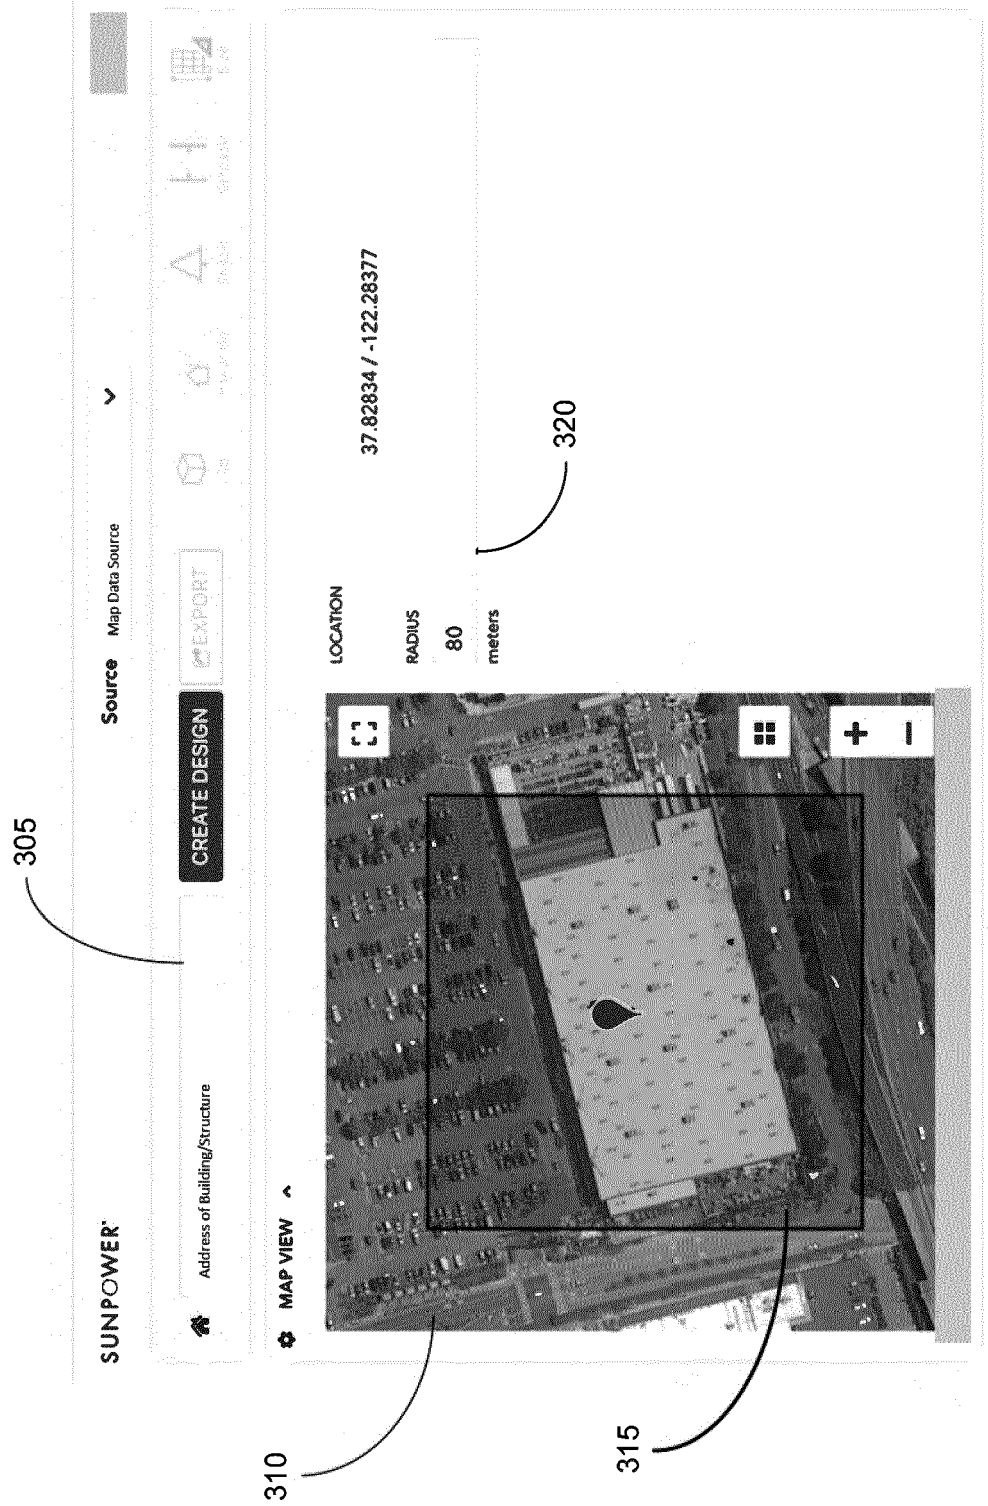 305
SUNPOWER
Source
Map Data Source
Address of Building/Structure
CREATE DESIGN
EXPORT
MAP VIEW
LOCATION
37.82834 / -122.28377
RADIUS
80
meters
310
315
320